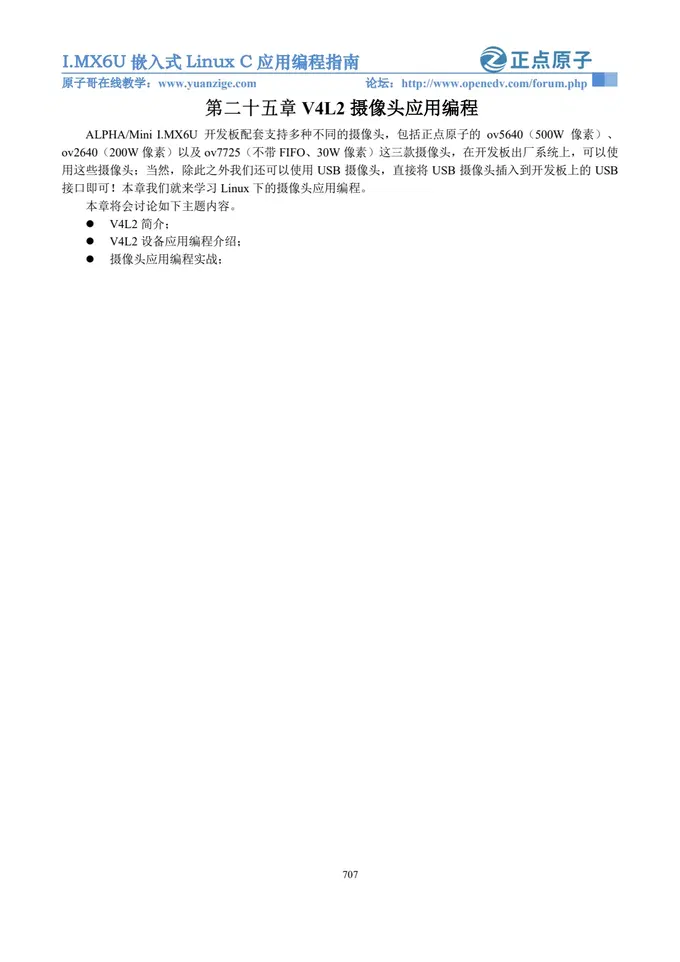 I.MX6U 嵌入式 Linux C 应用编程指南
正点原子
原子哥在线教学：www.yuanzige.com 论坛：http://www.openedv.com/forum.php
第二十五章 V4L2 摄像头应用编程
ALPHA/Mini I.MX6U 开发板配套支持多种不同的摄像头，包括正点原子的 ov5640（500W 像素）、
ov2640（200W 像素）以及 ov7725（不带 FIFO、30W 像素）这三款摄像头，在开发板出厂系统上，可以使
用这些摄像头；当然，除此之外我们还可以使用 USB 摄像头，直接将 USB 摄像头插入到开发板上的 USB
接口即可！本章我们就来学习 Linux 下的摄像头应用编程。
本章将会讨论如下主题内容。
● V4L2 简介；
● V4L2 设备应用编程介绍；
● 摄像头应用编程实战；
707